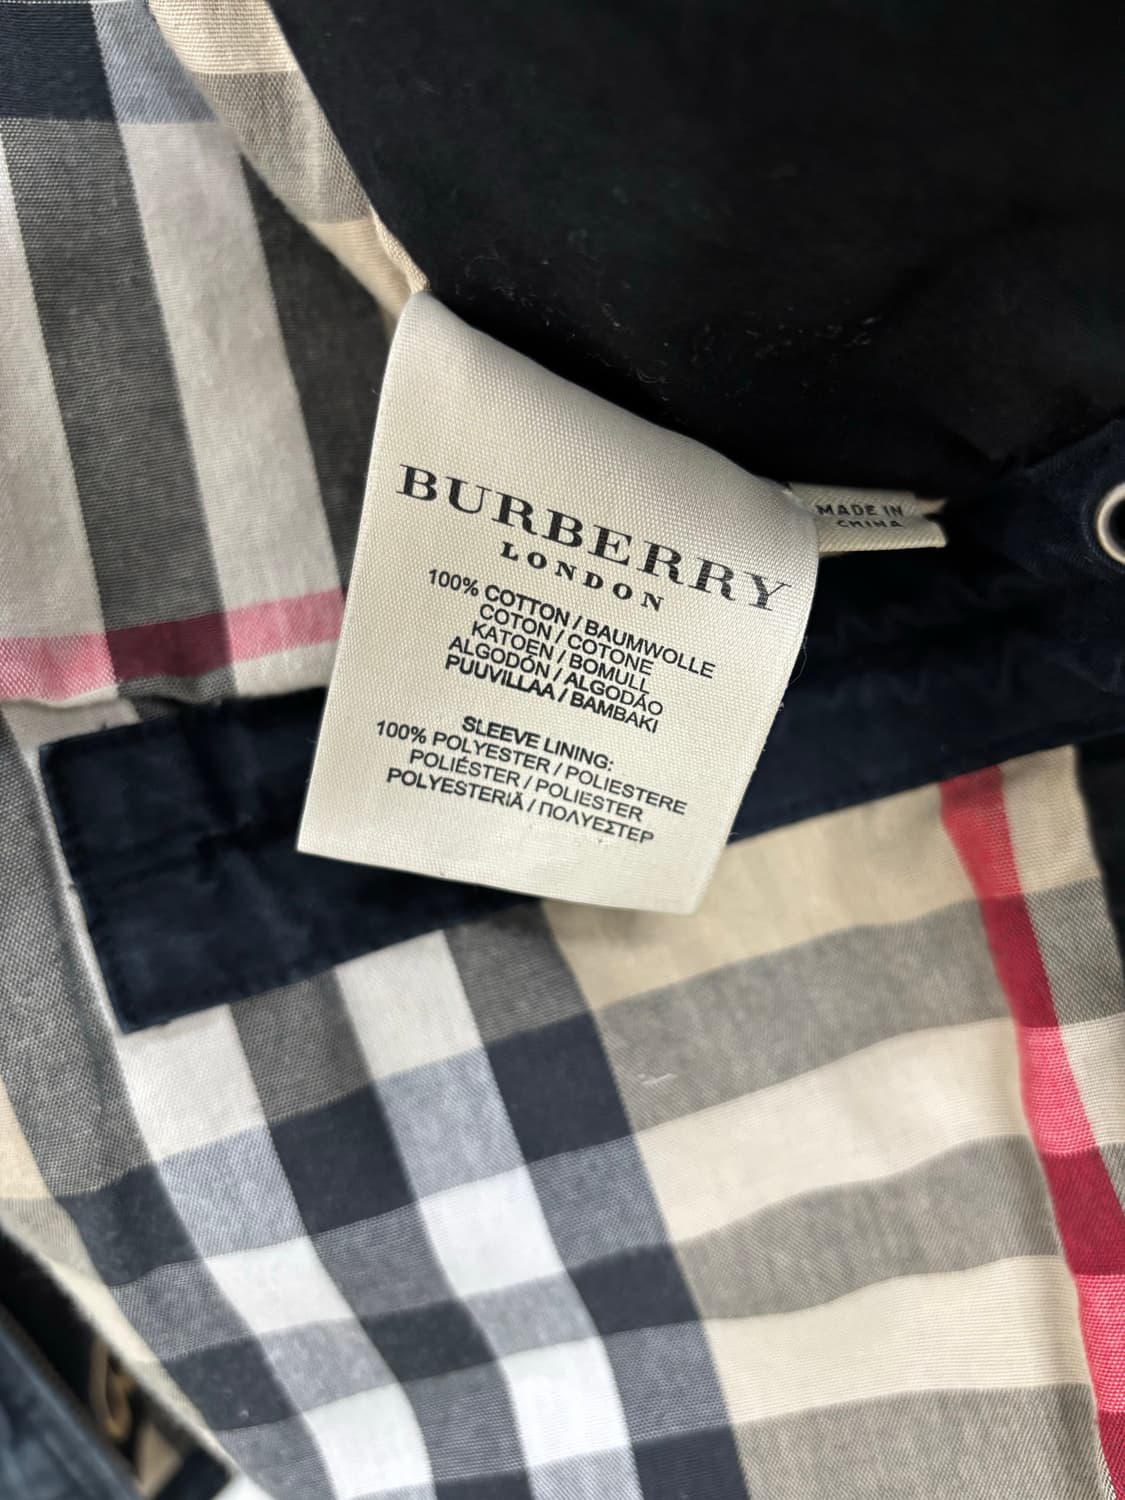 BURBERRY
LONDON
100% COTTON / BAUMWOLLE
COTON / COTONE
KATOEN / BOMULL
ALGODÓN / ALGODÃO
PUUVILLAA / BAMBAKI
SLEEVE LINING:
100% POLYESTER / POLIESTERE
POLIÉSTER / POLIESTER
POLYESTERIÄ / ΠΟΛΥΕΣΤΕΡ
MADE IN
CHINA